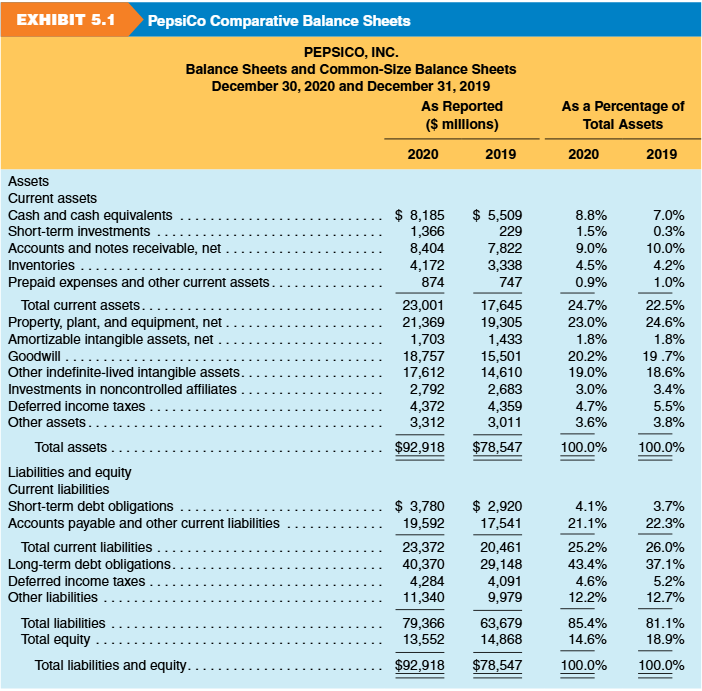 EXHIBIT 5.1 PepsiCo Comparative Balance Sheets
PEPSICO, INC.
Balance Sheets and Common-Size Balance Sheets
December 30, 2020 and December 31, 2019
As Reported As a Percentage of
($ millions) Total Assets
2020 2019 2020 2019
Assets
Current assets
Cash and cash equivalents . . . . . . . . . . . . . . . . . . . . . . . . . . . $ 8,185 $ 5,509 8.8% 7.0%
Short-term investments . . . . . . . . . . . . . . . . . . . . . . . . . . . . . . 1,366 229 1.5% 0.3%
Accounts and notes receivable, net . . . . . . . . . . . . . . . . . . . . . 8,404 7,822 9.0% 10.0%
Inventories . . . . . . . . . . . . . . . . . . . . . . . . . . . . . . . . . . . . . . . . 4,172 3,338 4.5% 4.2%
Prepaid expenses and other current assets . . . . . . . . . . . . . . . 874 747 0.9% 1.0%
Total current assets . . . . . . . . . . . . . . . . . . . . . . . . . . . . . . . . 23,001 17,645 24.7% 22.5%
Property, plant, and equipment, net . . . . . . . . . . . . . . . . . . . . . 21,369 19,305 23.0% 24.6%
Amortizable intangible assets, net . . . . . . . . . . . . . . . . . . . . . . 1,703 1,433 1.8% 1.8%
Goodwill . . . . . . . . . . . . . . . . . . . . . . . . . . . . . . . . . . . . . . . . . . 18,757 15,501 20.2% 19 .7%
Other indefinite-lived intangible assets . . . . . . . . . . . . . . . . . . . 17,612 14,610 19.0% 18.6%
Investments in noncontrolled affiliates . . . . . . . . . . . . . . . . . . . 2,792 2,683 3.0% 3.4%
Deferred income taxes . . . . . . . . . . . . . . . . . . . . . . . . . . . . . . . 4,372 4,359 4.7% 5.5%
Other assets . . . . . . . . . . . . . . . . . . . . . . . . . . . . . . . . . . . . . . . 3,312 3,011 3.6% 3.8%
Total assets . . . . . . . . . . . . . . . . . . . . . . . . . . . . . . . . . . . . $92,918 $78,547 100.0% 100.0%
Liabilities and equity
Current liabilities
Short-term debt obligations . . . . . . . . . . . . . . . . . . . . . . . . . . . $ 3,780 $ 2,920 4.1% 3.7%
Accounts payable and other current liabilities . . . . . . . . . . . . . 19,592 17,541 21.1% 22.3%
Total current liabilities . . . . . . . . . . . . . . . . . . . . . . . . . . . . . . 23,372 20,461 25.2% 26.0%
Long-term debt obligations . . . . . . . . . . . . . . . . . . . . . . . . . . . . 40,370 29,148 43.4% 37.1%
Deferred income taxes . . . . . . . . . . . . . . . . . . . . . . . . . . . . . . . 4,284 4,091 4.6% 5.2%
Other liabilities . . . . . . . . . . . . . . . . . . . . . . . . . . . . . . . . . . . . . 11,340 9,979 12.2% 12.7%
Total liabilities . . . . . . . . . . . . . . . . . . . . . . . . . . . . . . . . . . . . 79,366 63,679 85.4% 81.1%
Total equity . . . . . . . . . . . . . . . . . . . . . . . . . . . . . . . . . . . . . . 13,552 14,868 14.6% 18.9%
Total liabilities and equity . . . . . . . . . . . . . . . . . . . . . . . . . . $92,918 $78,547 100.0% 100.0%